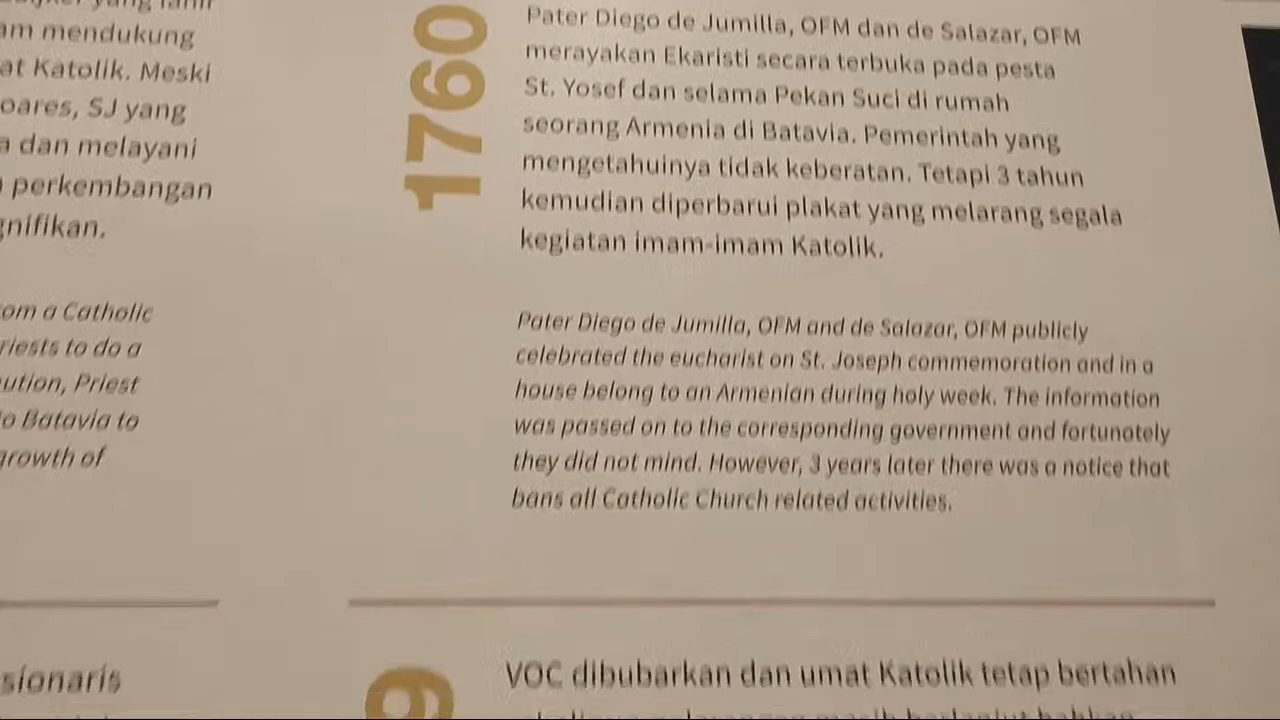 am mendukung
at Katolik. Meski
oares, SJ yang
a dan melayani
perkembangan
gnifikan.
om a Catholic
riests to do a
ution, Priest
o Batavia to
growth of
sionaris
1760
Pater Diego de Jumilla, OFM dan de Salazar, OFM
merayakan Ekaristi secara terbuka pada pesta
St. Yosef dan selama Pekan Suci di rumah
seorang Armenia di Batavia. Pemerintah yang
mengetahuinya tidak keberatan. Tetapi 3 tahun
kemudian diperbarui plakat yang melarang segala
kegiatan imam-imam Katolik.
Pater Diego de Jumilla, OFM and de Salazar, OFM publicly
celebrated the eucharist on St. Joseph commemoration and in a
house belong to an Armenian during holy week. The information
was passed on to the corresponding government and fortunately
they did not mind. However, 3 years later there was a notice that
bans all Catholic Church related activities.
9
VOC dibubarkan dan umat Katolik tetap bertahan